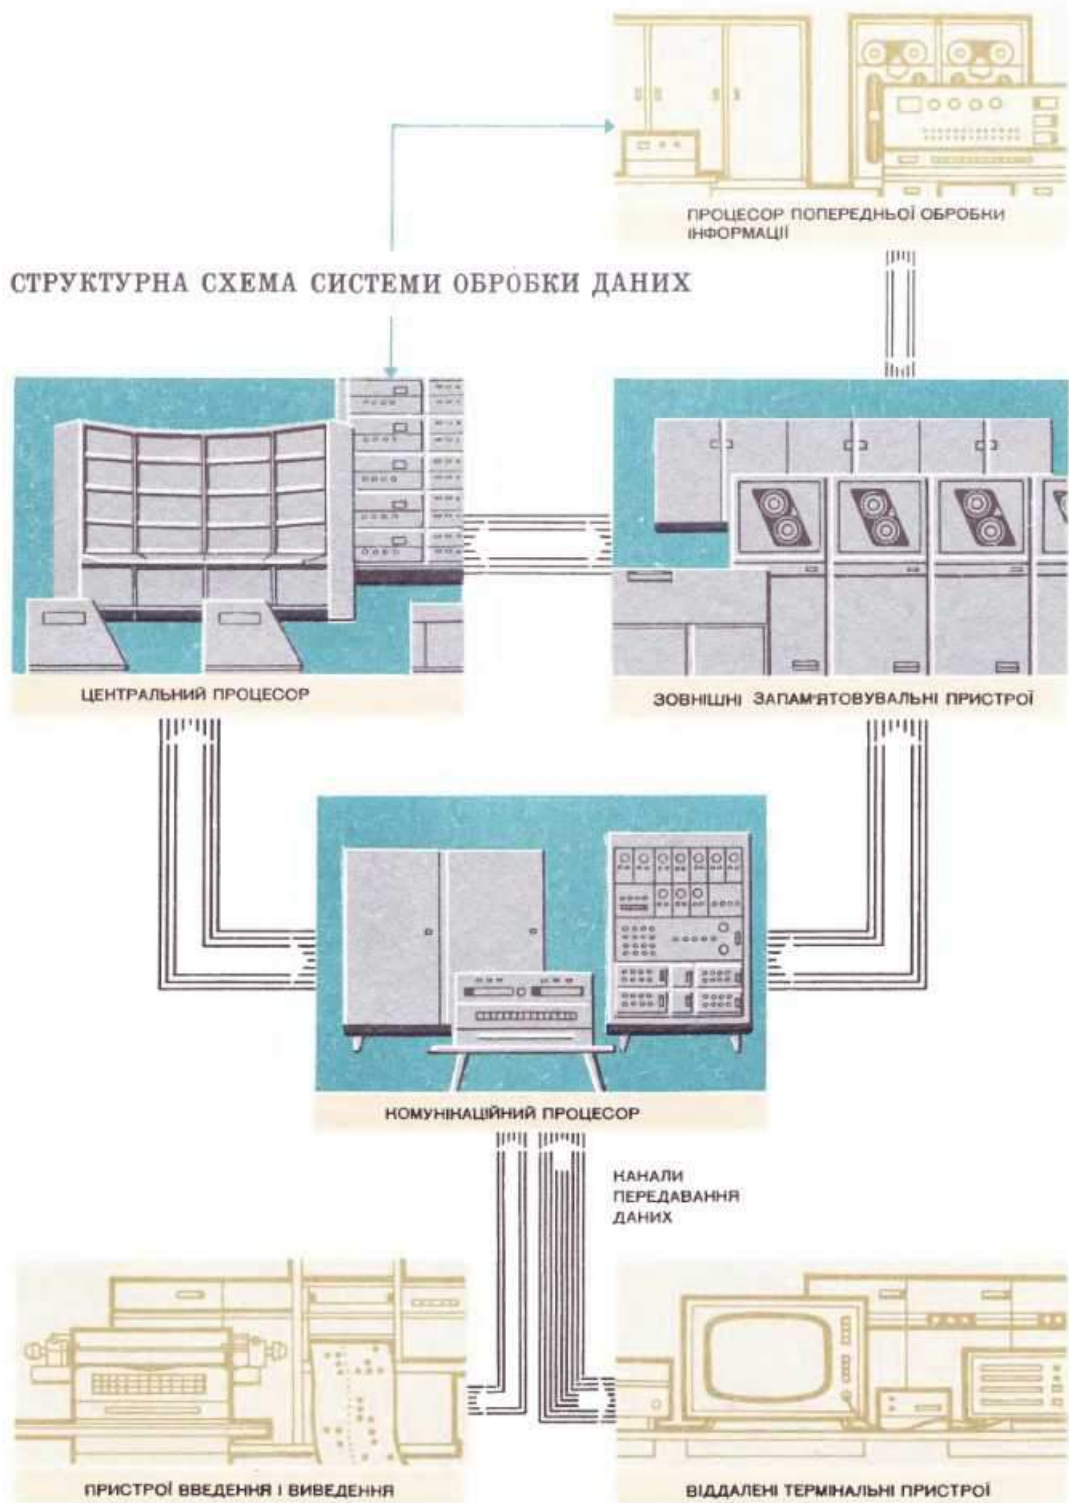 ПРОЦЕСОР ПОПЕРЕДНЬОЇ ОБРОБКИ
ІНФОРМАЦІЇ
СТРУКТУРНА СХЕМА СИСТЕМИ ОБРОБКИ ДАНИХ
ЦЕНТРАЛЬНИЙ ПРОЦЕСОР
ЗОВНІШНІ ЗАПАМ'ЯТОВУВАЛЬНІ ПРИСТРОЇ
КОМУНІКАЦІЙНИЙ ПРОЦЕСОР
КАНАЛИ
ПЕРЕДАВАННЯ
ДАНИХ
ПРИСТРОЇ ВВЕДЕННЯ І ВИВЕДЕННЯ
ВІДДАЛЕНІ ТЕРМІНАЛЬНІ ПРИСТРОЇ